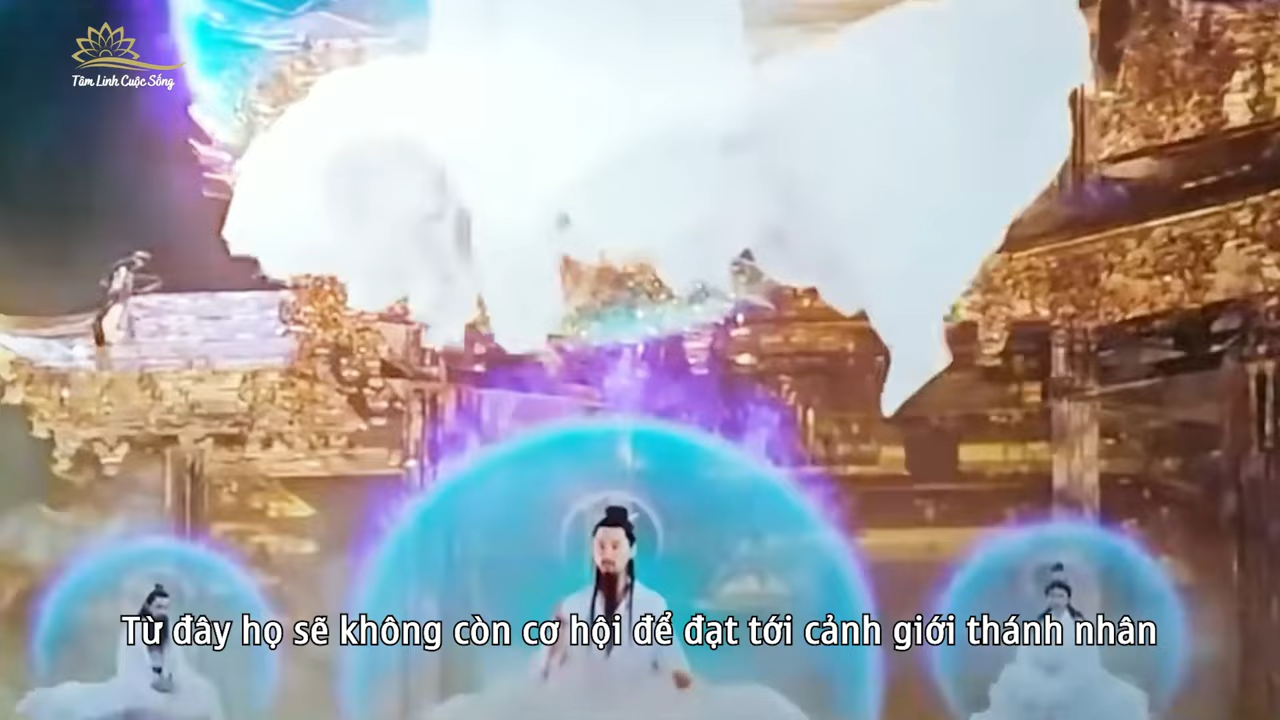 Tâm Linh Cuộc Sống
Từ đây họ sẽ không còn cơ hội để đạt tới cảnh giới thánh nhân